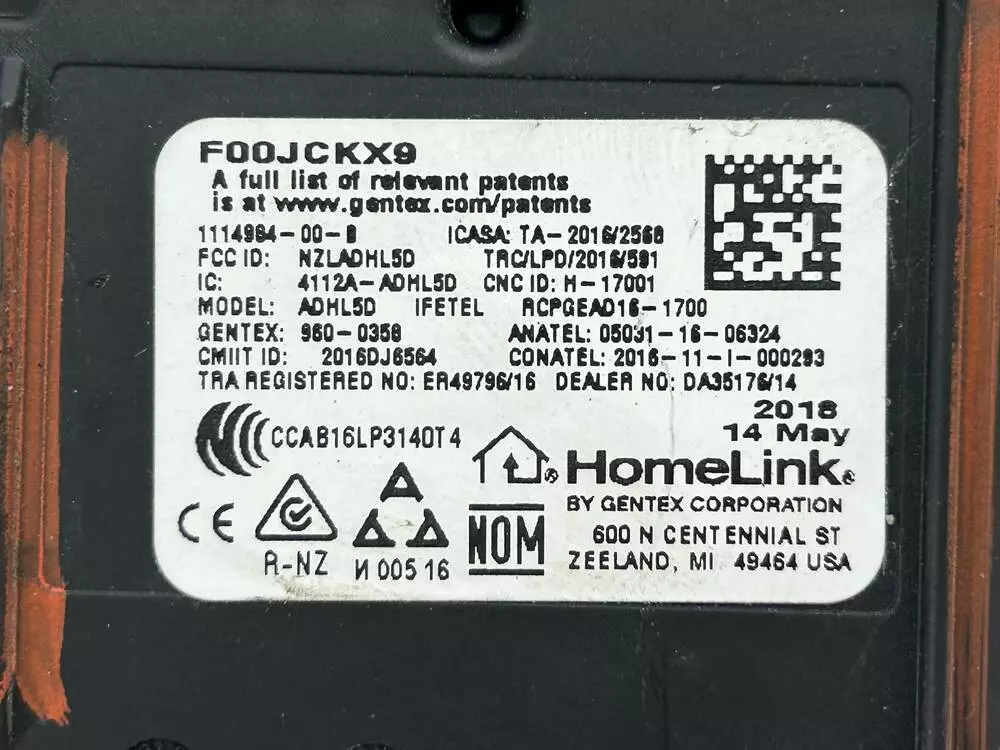 F00JCKX9
A full list of relevant patents
is at www.gentex.com/patents
1114984-00-B ICASA: TA-2016/2568
FCC ID: NZLADHL5D TRC/LPD/2016/591
IC: 4112A-ADHL5D CNC ID: H-17001
MODEL: ADHL5D IFETEL RCPGEAD16-1700
GENTEX: 960-0358 ANATEL: 05031-16-06324
CMIIT ID: 2016DJ6564 CONATEL: 2016-11-I-000293
TRA REGISTERED NO: ER49796/16 DEALER NO: DA35176/14
2018
14 May
CCAB16LP3140T4
HomeLink®
BY GENTEX CORPORATION
600 N CENTENNIAL ST
ZEELAND, MI 49464 USA
CE
R-NZ
И 005 16
NOM